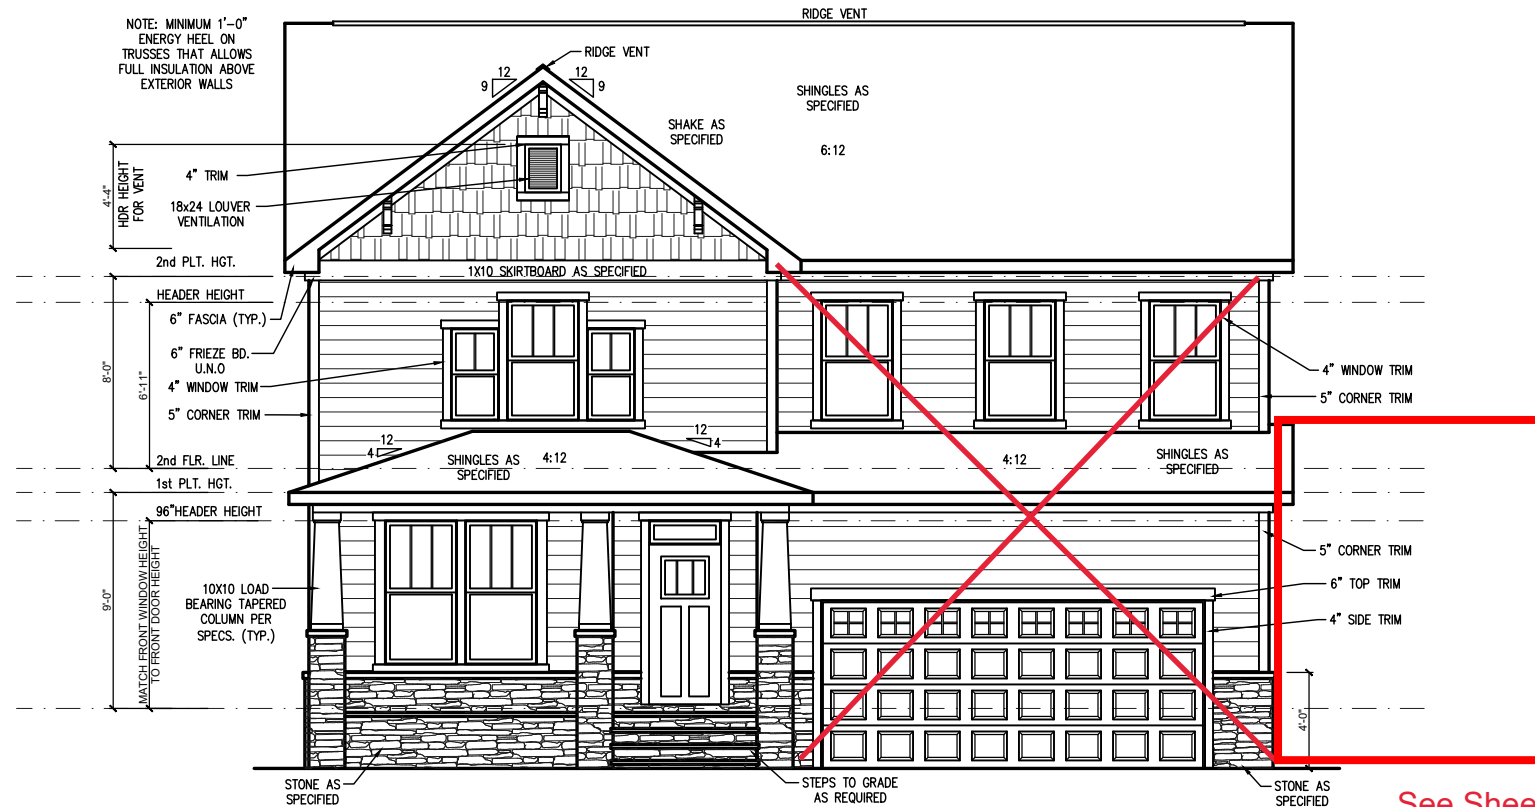 NOTE: MINIMUM 1'-0"
ENERGY HEEL ON
TRUSSES THAT ALLOWS
FULL INSULATION ABOVE
EXTERIOR WALLS
RIDGE VENT
RIDGE VENT
12
9
12
9
SHINGLES AS
SPECIFIED
6:12
SHAKE AS
SPECIFIED
4'-4"
HDR HEIGHT
FOR VENT
4" TRIM
18x24 LOUVER
VENTILATION
2nd PLT. HGT.
1X10 SKIRTBOARD AS SPECIFIED
HEADER HEIGHT
6" FASCIA (TYP.)
6" FRIEZE BD.
U.N.O
4" WINDOW TRIM
5" CORNER TRIM
8'-0"
6'-11"
4" WINDOW TRIM
5" CORNER TRIM
12
4
12
4
2nd FLR. LINE
SHINGLES AS
SPECIFIED
4:12
4:12
SHINGLES AS
SPECIFIED
1st PLT. HGT.
96"HEADER HEIGHT
9'-0"
MATCH FRONT WINDOW HEIGHT
TO FRONT DOOR HEIGHT
10X10 LOAD
BEARING TAPERED
COLUMN PER
SPECS. (TYP.)
5" CORNER TRIM
6" TOP TRIM
4" SIDE TRIM
4'-0"
STONE AS
SPECIFIED
STEPS TO GRADE
AS REQUIRED
STONE AS
SPECIFIED
See Shee